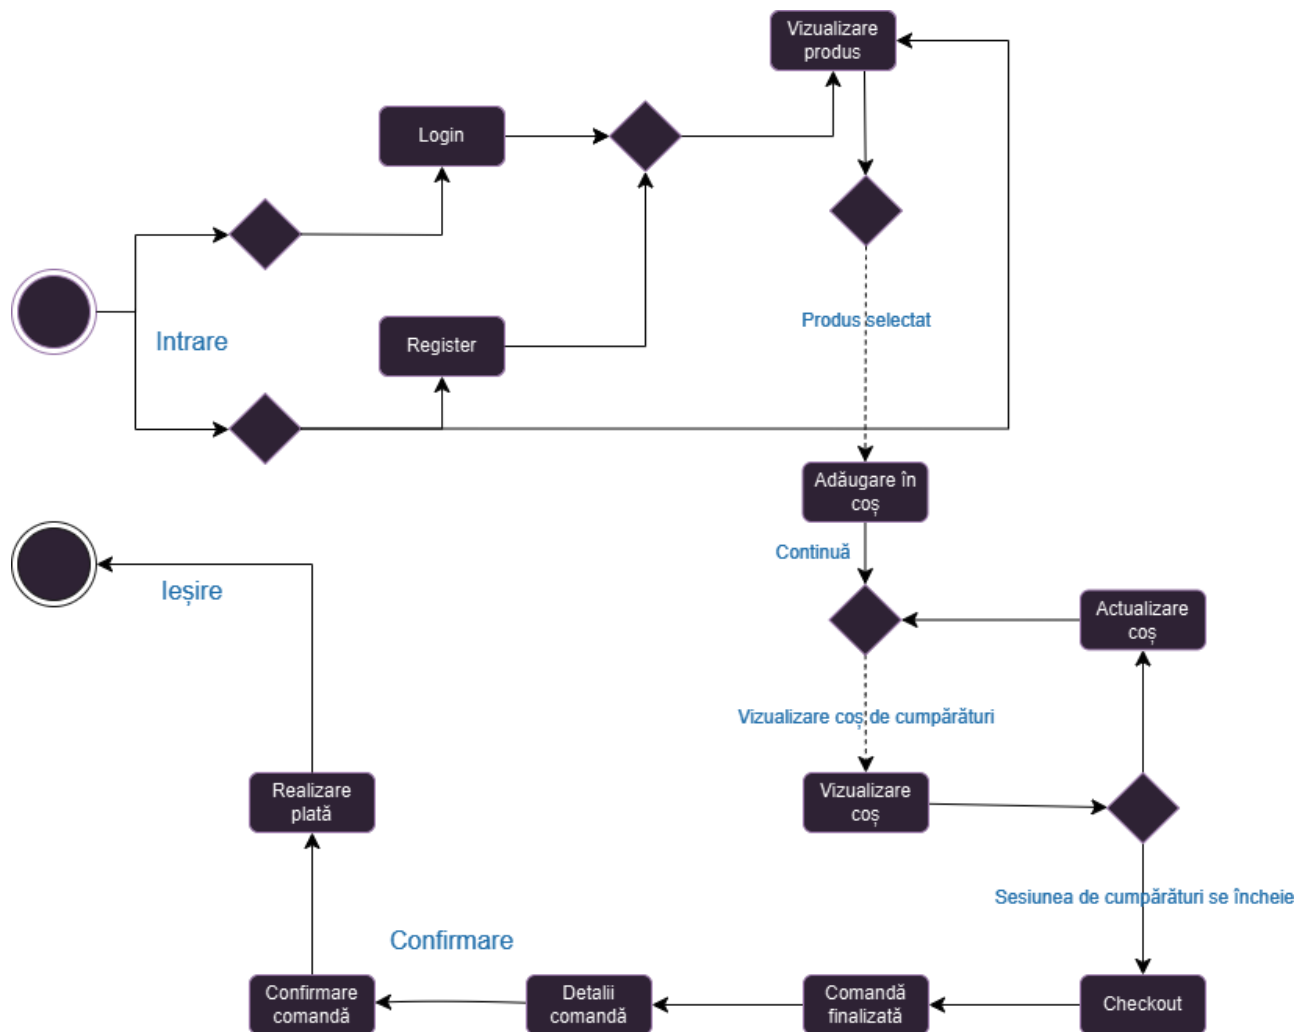 Vizualizare
produs
Login
Intrare
Register
Produs selectat
Adăugare în
coș
Continuă
Ieșire
Actualizare
coș
Vizualizare coș de cumpărături
Realizare
plată
Vizualizare
coș
Sesiunea de cumpărături se încheie
Confirmare
Confirmare
comandă
Detalii
comandă
Comandă
finalizată
Checkout